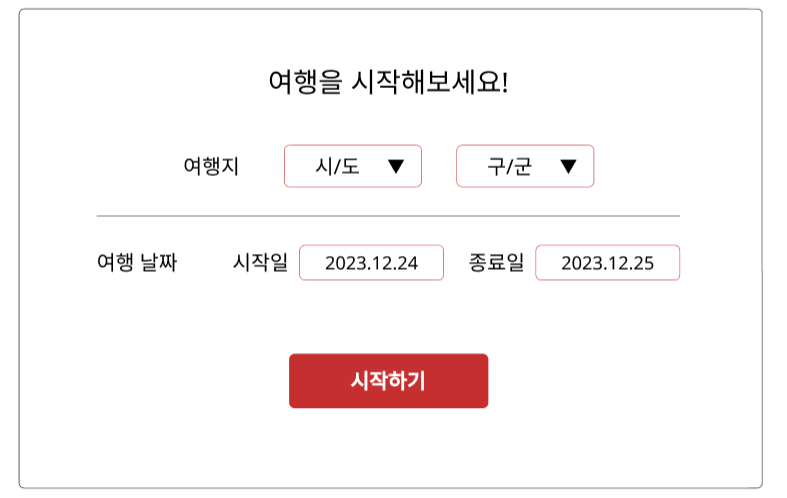 여행을 시작해보세요!
여행지 시/도 ▼ 구/군 ▼
여행 날짜 시작일 2023.12.24 종료일 2023.12.25
시작하기